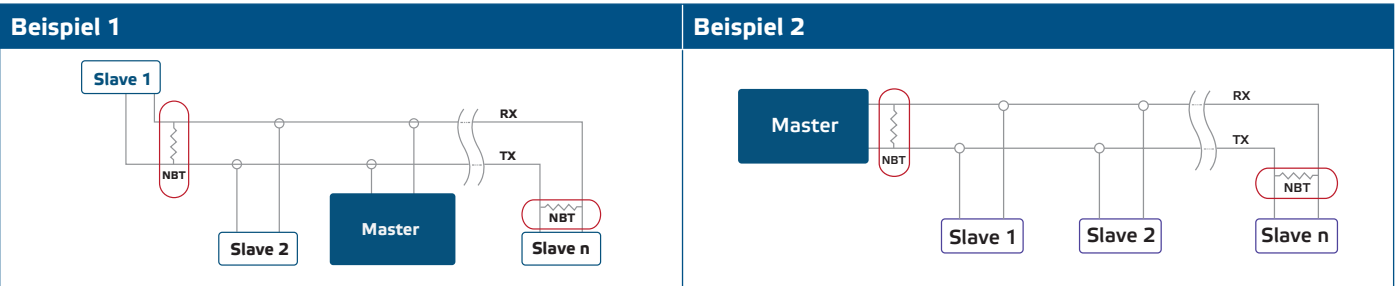 Beispiel 1
Slave 1
RX
TX
NBT
NBT
Master
Slave 2
Slave n
Beispiel 2
RX
Master
TX
NBT
NBT
Slave 1
Slave 2
Slave n